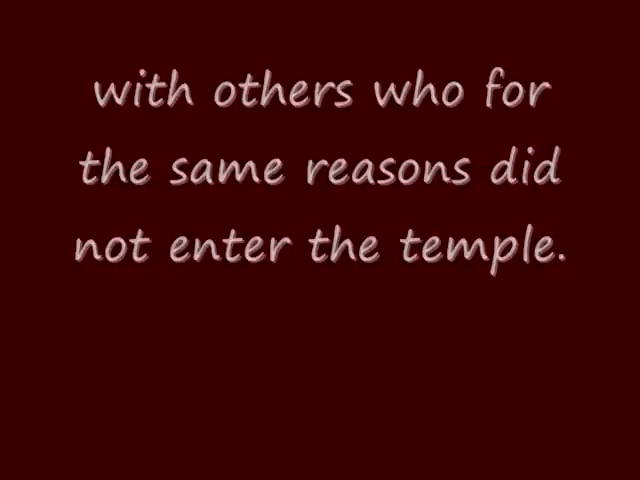 with others who for
the same reasons did
not enter the temple.